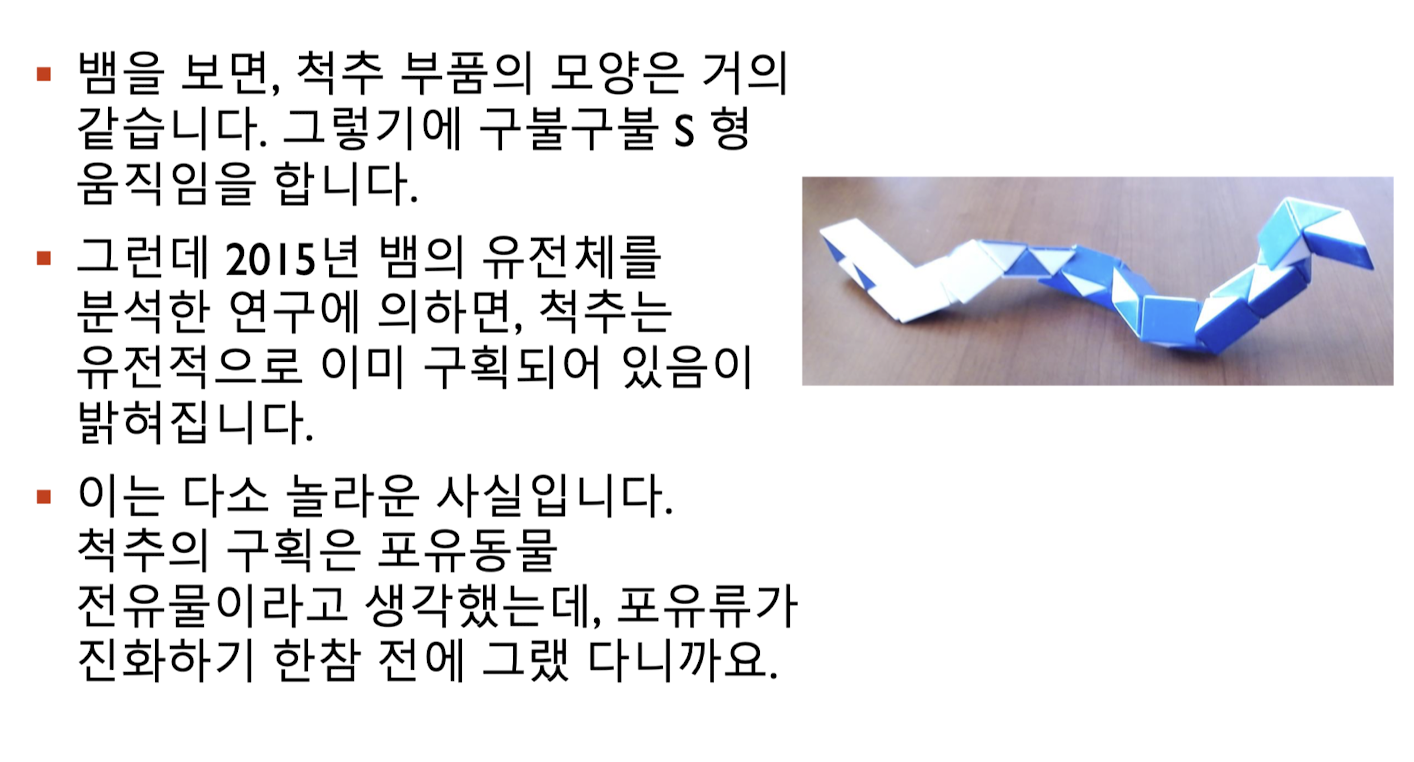 뱀을 보면, 척추 부품의 모양은 거의
같습니다. 그렇기에 구불구불 S 형
움직임을 합니다.
그런데 2015년 뱀의 유전체를
분석한 연구에 의하면, 척추는
유전적으로 이미 구획되어 있음이
밝혀집니다.
이는 다소 놀라운 사실입니다.
척추의 구획은 포유동물
전유물이라고 생각했는데, 포유류가
진화하기 한참 전에 그랬 다니까요.